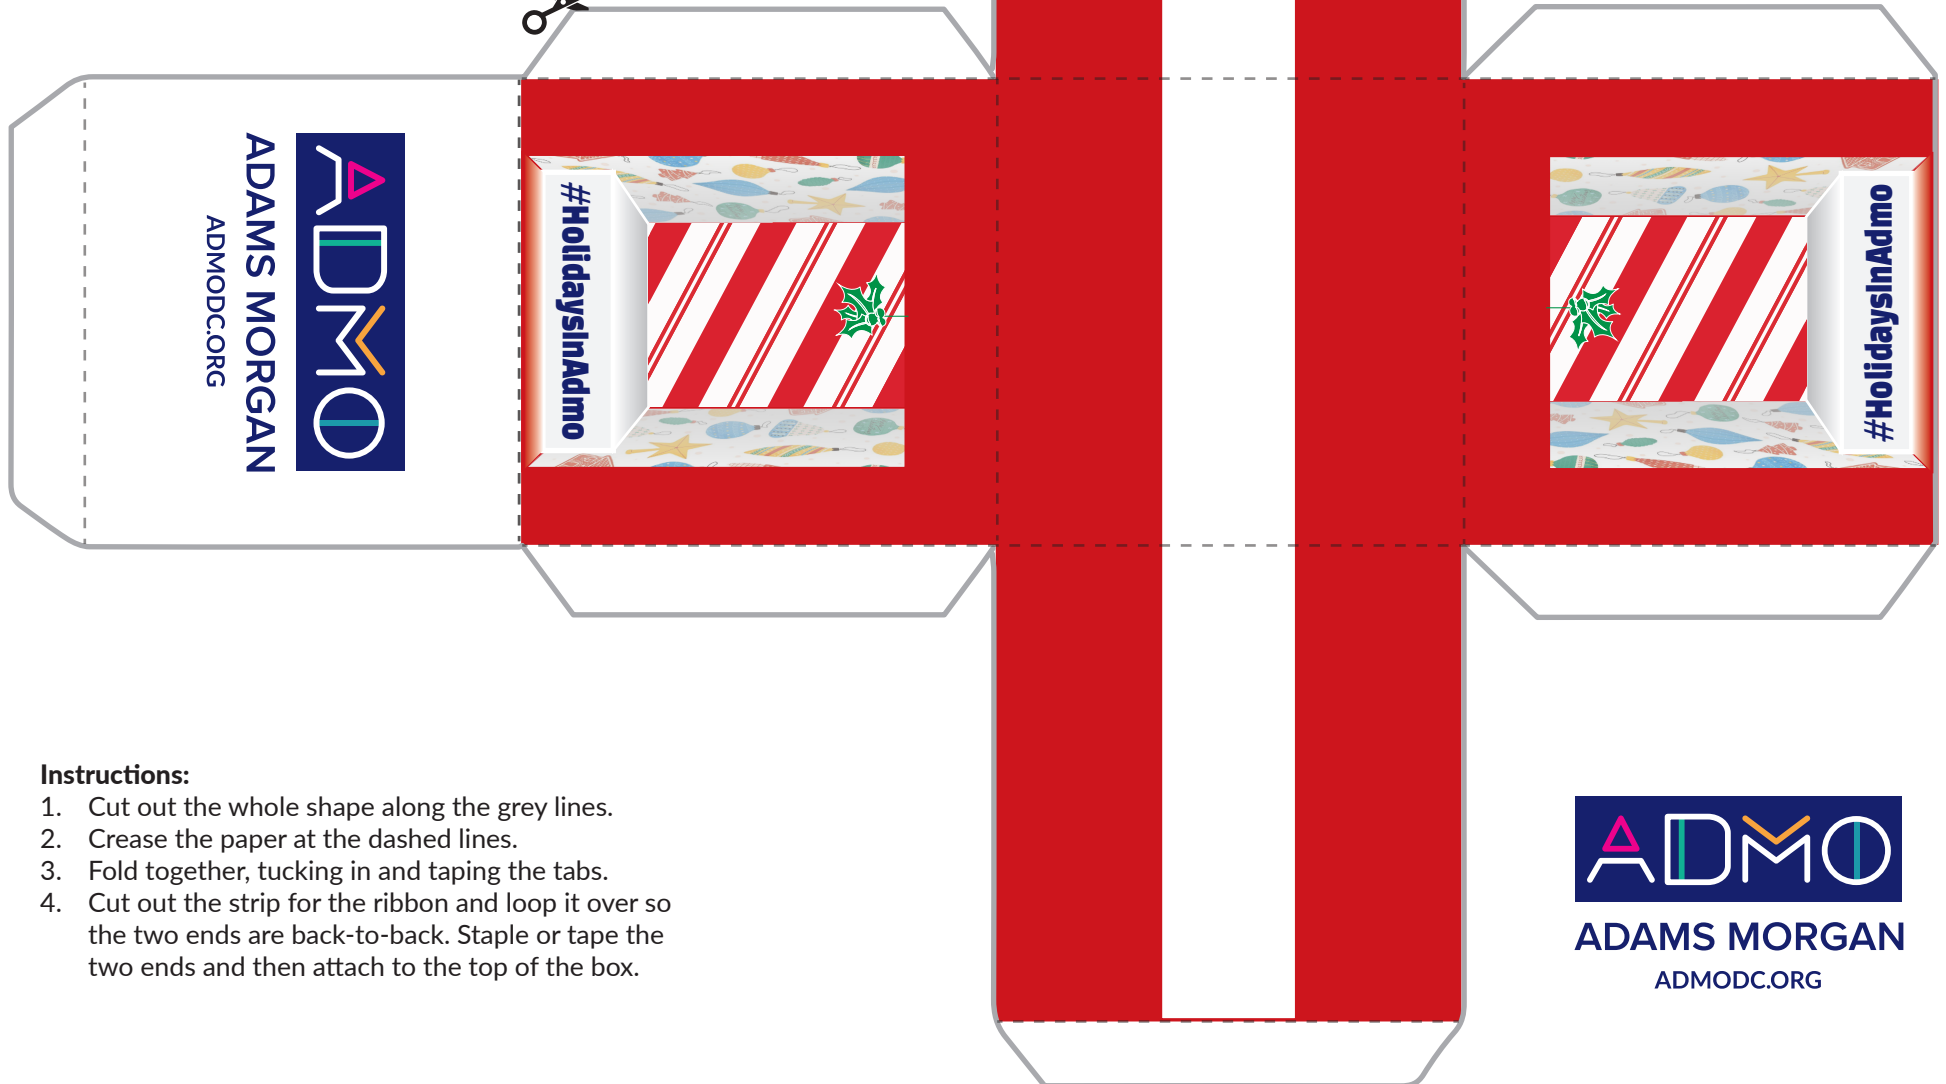 ADMO
ADAMS MORGAN
ADMODC.ORG
#HolidaysInAdmo
#HolidaysInAdmo
Instructions:
1. Cut out the whole shape along the grey lines.
2. Crease the paper at the dashed lines.
3. Fold together, tucking in and taping the tabs.
4. Cut out the strip for the ribbon and loop it over so
the two ends are back-to-back. Staple or tape the
two ends and then attach to the top of the box.
ADMO
ADAMS MORGAN
ADMODC.ORG